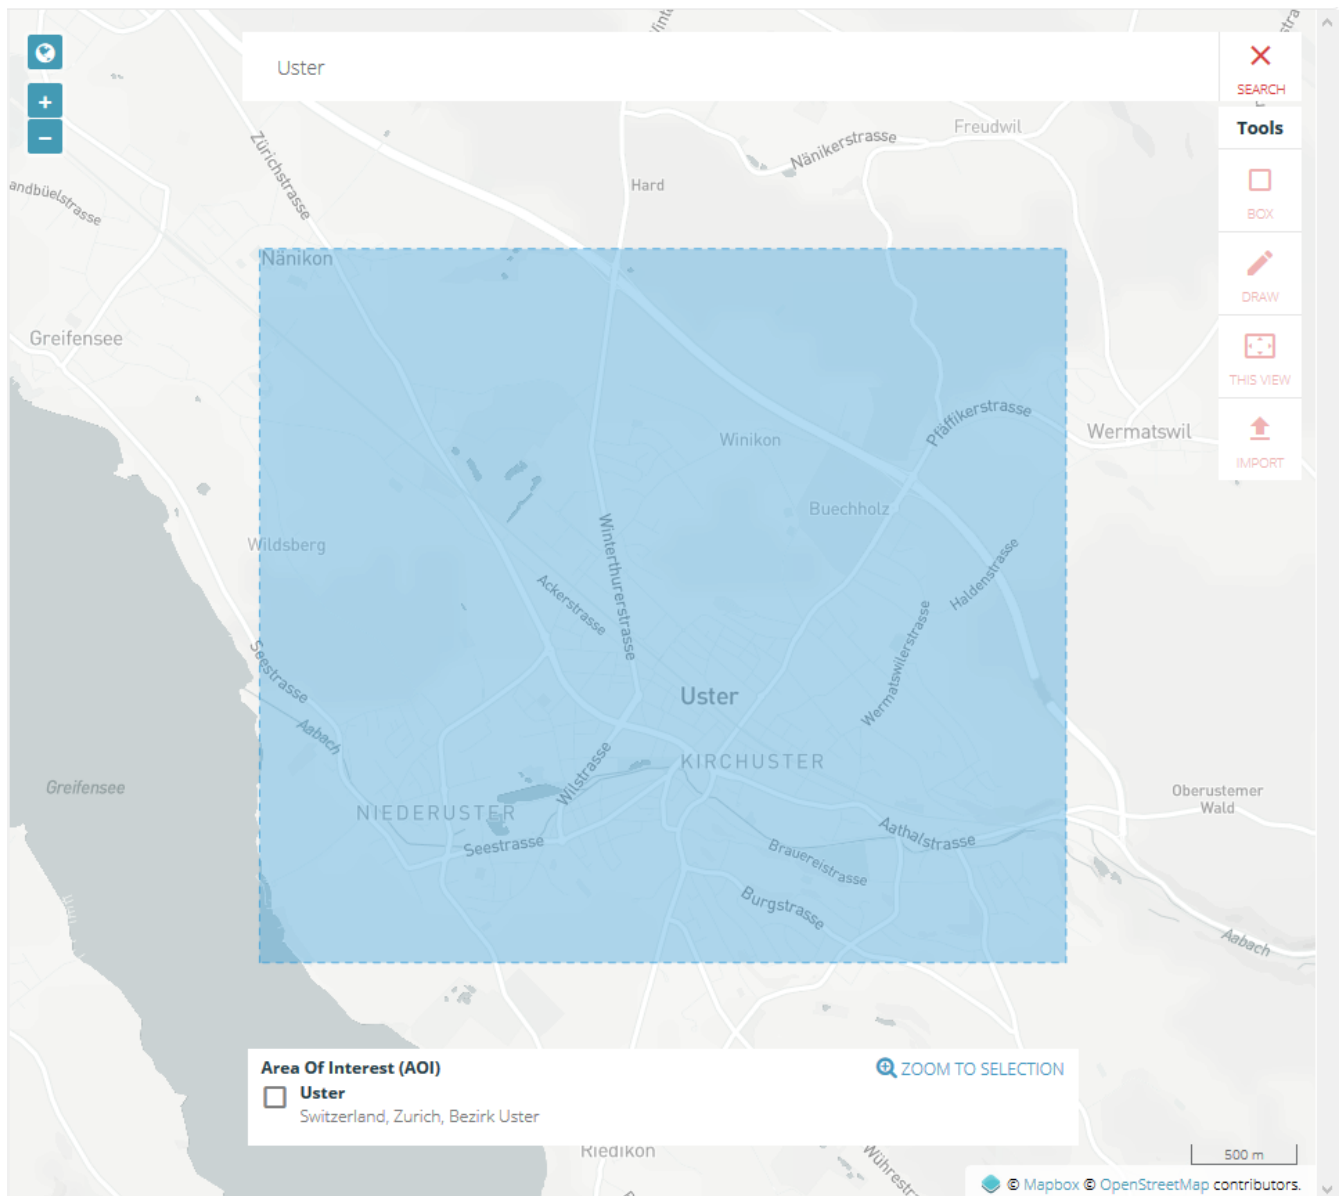 Uster
SEARCH
Tools
BOX
DRAW
THIS VIEW
IMPORT
Zürichstrasse
Nänikerstrasse
Freudwil
Hard
Nänikon
Greifensee
Pfäffikerstrasse
Wermatswil
Winikon
Buechholz
Wildsberg
Winterthurerstrasse
Ackerstrasse
Haldenstrasse
Wermatswilerstrasse
Seestrasse
Uster
Aabach
KIRCHUSTER
Wilstrasse
Greifensee
Oberustemer
Wald
NIEDERUSTER
Seestrasse
Aathalstrasse
Brauereistrasse
Burgstrasse
Aabach
Area Of Interest (AOI)
ZOOM TO SELECTION
Uster
Switzerland, Zurich, Bezirk Uster
Riedikon
500 m
© Mapbox © OpenStreetMap contributors.